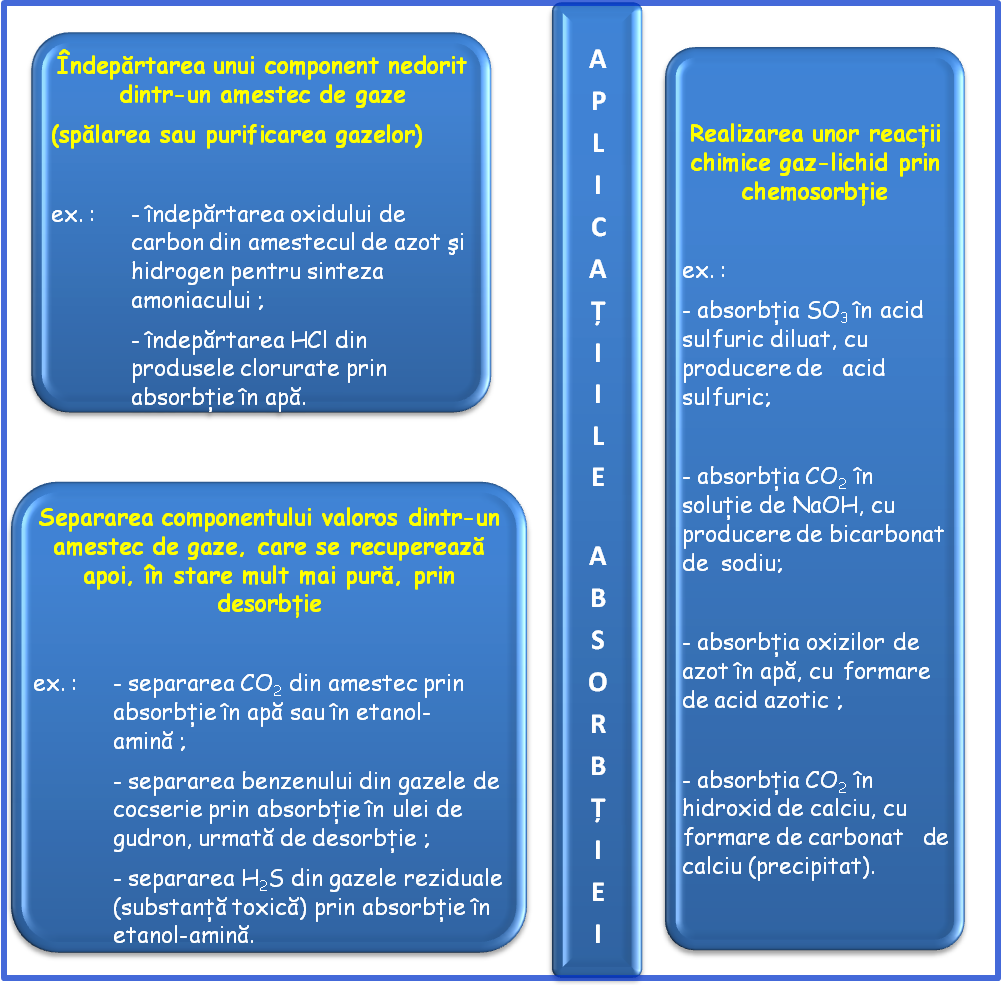 Îndepărtarea unui component nedorit
dintr-un amestec de gaze
(spălarea sau purificarea gazelor)
ex. : - îndepărtarea oxidului de
carbon din amestecul de azot şi
hidrogen pentru sinteza
amoniacului ;
- îndepărtarea HCl din
produsele clorurate prin
absorbție în apă.
Separarea componentului valoros dintr-un
amestec de gaze, care se recuperează
apoi, în stare mult mai pură, prin
desorbție
ex. : - separarea CO₂ din amestec prin
absorbție în apă sau în etanol-
amină ;
- separarea benzenului din gazele de
cocserie prin absorbție în ulei de
gudron, urmată de desorbție ;
- separarea H₂S din gazele reziduale
(substanță toxică) prin absorbție în
etanol-amină.
A
P
L
I
C
A
Ț
I
I
L
E
A
B
S
O
R
B
Ț
I
E
I
Realizarea unor reacții
chimice gaz-lichid prin
chemosorbție
ex. :
- absorbția SO₃ în acid
sulfuric diluat, cu
producere de acid
sulfuric;
- absorbția CO₂ în
soluție de NaOH, cu
producere de bicarbonat
de sodiu;
- absorbția oxizilor de
azot în apă, cu formare
de acid azotic ;
- absorbția CO₂ în
hidroxid de calciu, cu
formare de carbonat de
calciu (precipitat).